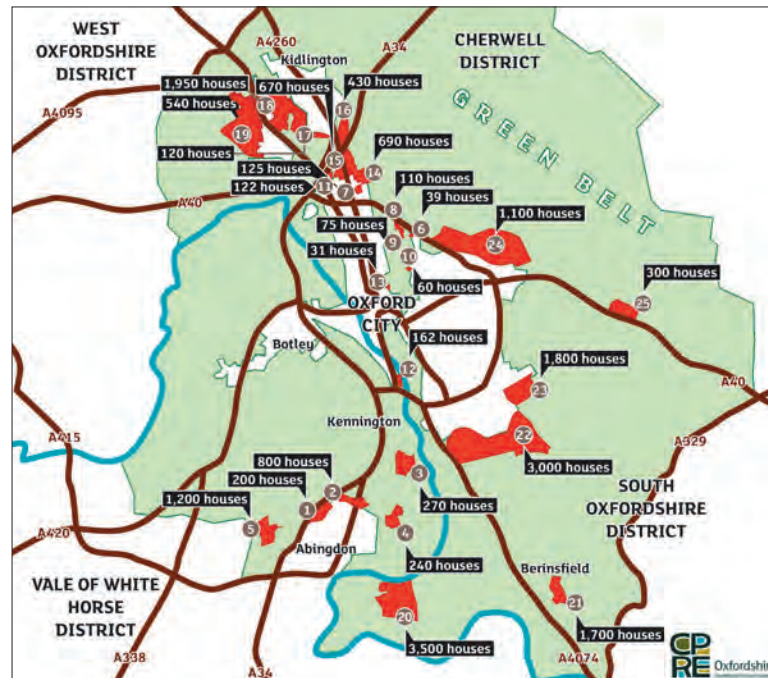 WEST
OXFORDSHIRE
DISTRICT
A4260
Kidlington
A34
CHERWELL
DISTRICT
GREEN BELT
1,950 houses
670 houses
430 houses
16
540 houses
18
A4095
19
17
120 houses
15
690 houses
14
125 houses
122 houses
11
7
110 houses
A40
8
39 houses
75 houses
6
1,100 houses
9
24
31 houses
10
300 houses
13
60 houses
25
OXFORD
CITY
162 houses
Botley
12
1,800 houses
23
A40
Kennington
A415
22
A329
800 houses
3,000 houses
200 houses
2
3
SOUTH
OXFORDSHIRE
DISTRICT
1,200 houses
1
270 houses
5
4
A420
Abingdon
240 houses
Berinsfield
VALE OF WHITE
HORSE
DISTRICT
20
21
3,500 houses
1,700 houses
A338
A34
A4074
CP
RE
Oxfordshire